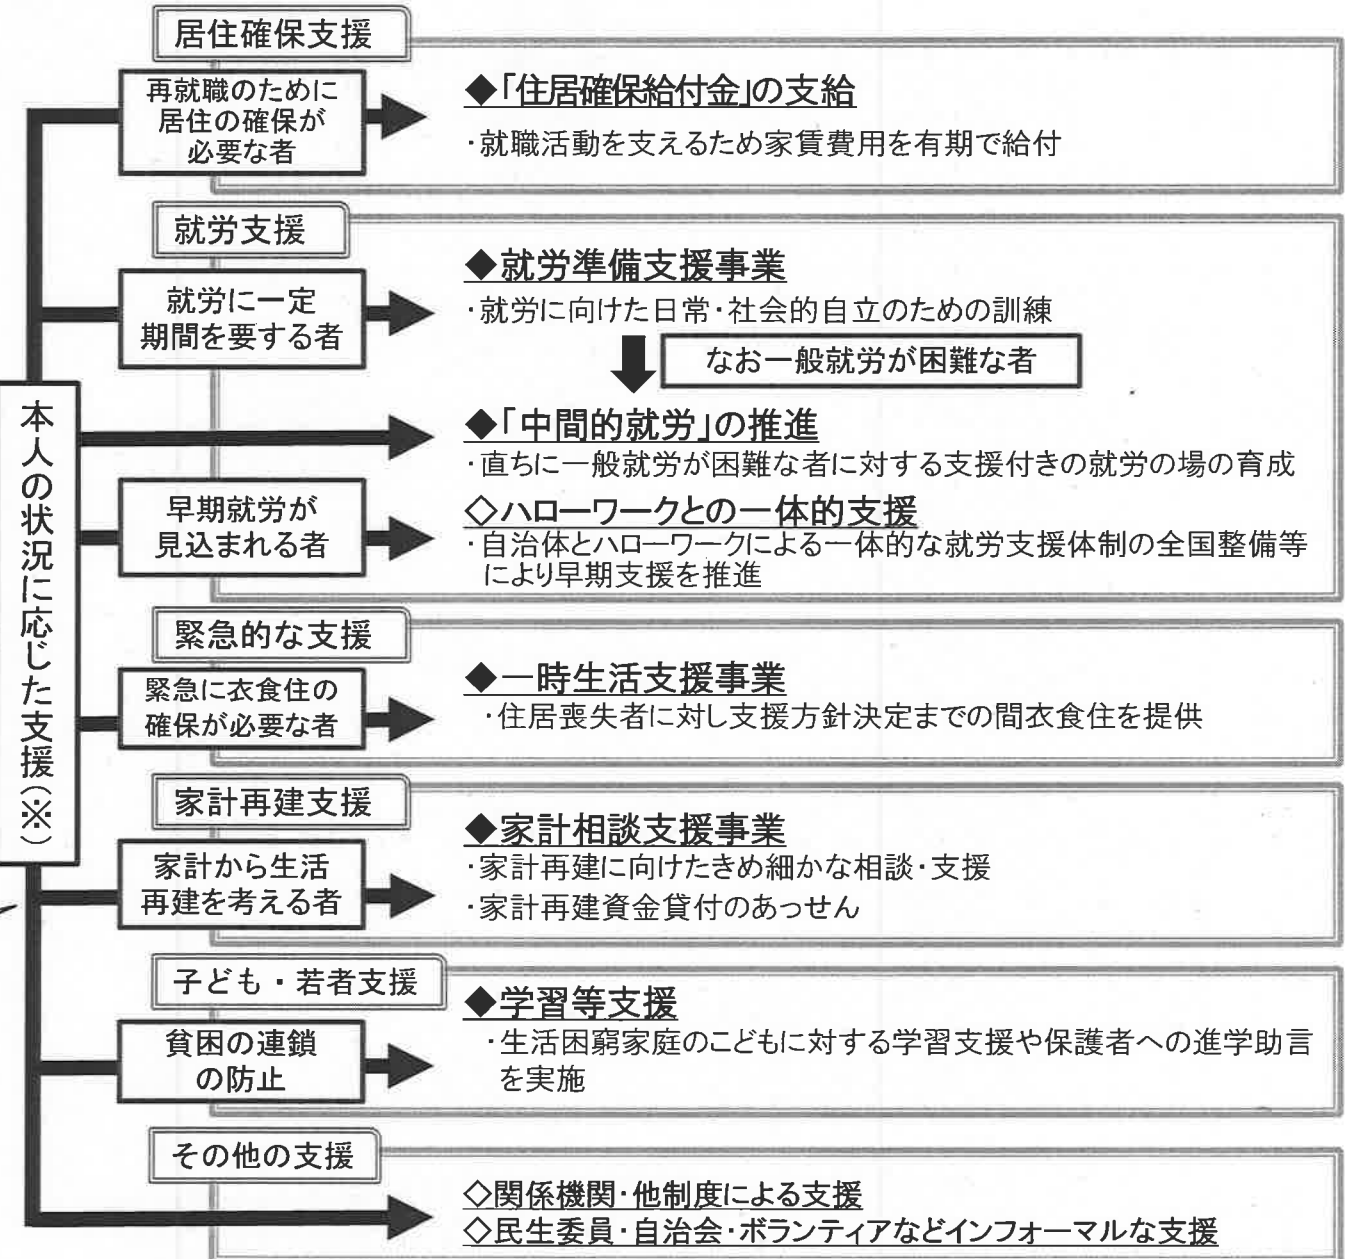 居住確保支援
再就職のために
居住の確保が
必要な者
◆「住居確保給付金」の支給
・就職活動を支えるため家賃費用を有期で給付
就労支援
就労に一定
期間を要する者
◆就労準備支援事業
・就労に向けた日常・社会的自立のための訓練
なお一般就労が困難な者
本人の状況に応じた支援(※)
◆「中間的就労」の推進
・直ちに一般就労が困難な者に対する支援付きの就労の場の育成
早期就労が
見込まれる者
◇ハローワークとの一体的支援
・自治体とハローワークによる一体的な就労支援体制の全国整備等
により早期支援を推進
緊急的な支援
緊急に衣食住の
確保が必要な者
◆一時生活支援事業
・住居喪失者に対し支援方針決定までの間衣食住を提供
家計再建支援
家計から生活
再建を考える者
◆家計相談支援事業
・家計再建に向けたきめ細かな相談・支援
・家計再建資金貸付のあっせん
子ども・若者支援
貧困の連鎖
の防止
◆学習等支援
・生活困窮家庭のこどもに対する学習支援や保護者への進学助言
を実施
その他の支援
◇関係機関・他制度による支援
◇民生委員・自治会・ボランティアなどインフォーマルな支援